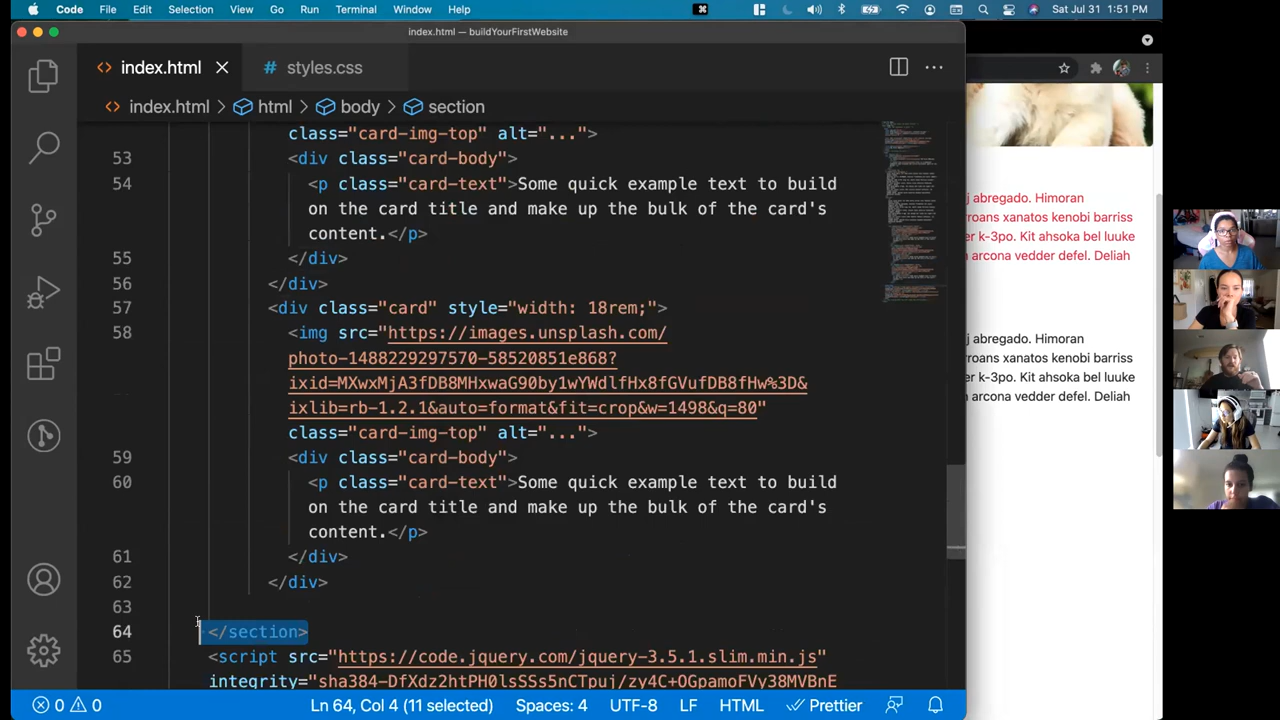 Code File Edit Selection View Go Run Terminal Window Help Sat Jul 31 1:51 PM
index.html — buildYourFirstWebsite
index.html styles.css
index.html > html > body > section
class="card-img-top" alt="...">
53 <div class="card-body">
54 <p class="card-text">Some quick example text to build
on the card title and make up the bulk of the card's
content.</p>
55 </div>
56 </div>
57 <div class="card" style="width: 18rem;">
58 <img src="https://images.unsplash.com/
photo-1488229297570-58520851e868?
ixid=MXwxMjA3fDB8MHxwaG90by1wYWdlfHx8fGVufDB8fHw%3D&
ixlib=rb-1.2.1&auto=format&fit=crop&w=1498&q=80"
class="card-img-top" alt="...">
59 <div class="card-body">
60 <p class="card-text">Some quick example text to build
on the card title and make up the bulk of the card's
content.</p>
61 </div>
62 </div>
63
64 </section>
65 <script src="https://code.jquery.com/jquery-3.5.1.slim.min.js"
integrity="sha384-DfXdz2htPH0lsSSs5nCTpuj/zy4C+OGpamoFVy38MVBnE
0 0 Ln 64, Col 4 (11 selected) Spaces: 4 UTF-8 LF HTML Prettier
j abregado. Himoran
rroans xanatos kenobi barriss
er k-3po. Kit ahsoka bel luuke
n arcona vedder defel. Deliah
j abregado. Himoran
rroans xanatos kenobi barriss
er k-3po. Kit ahsoka bel luuke
n arcona vedder defel. Deliah